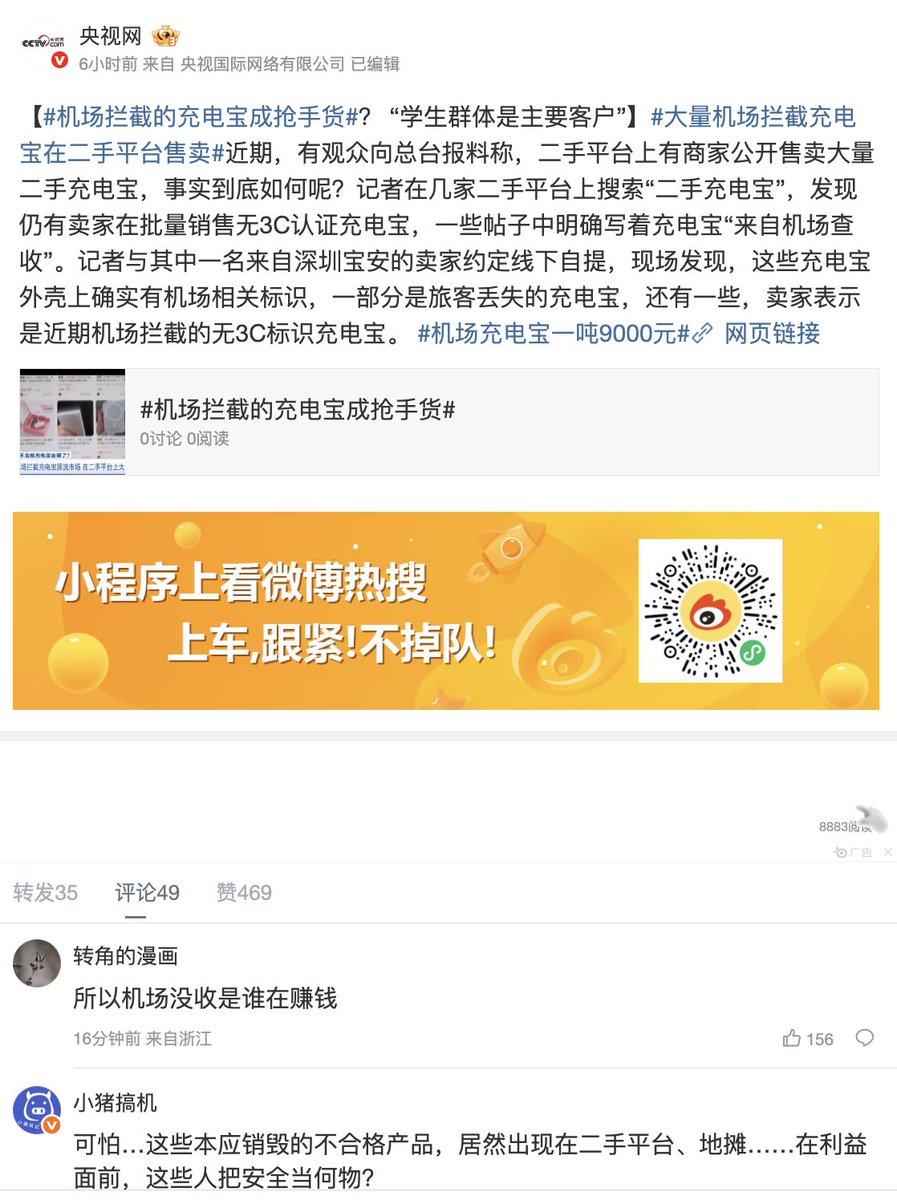 CCTV.com 央视网
6小时前 来自 央视国际网络有限公司 已编辑
【#机场拦截的充电宝成抢手货#？“学生群体是主要客户”】#大量机场拦截充电
宝在二手平台售卖#近期，有观众向总台报料称，二手平台上有商家公开售卖大量
二手充电宝，事实到底如何呢？记者在几家二手平台上搜索“二手充电宝”，发现
仍有卖家在批量销售无3C认证充电宝，一些帖子中明确写着充电宝“来自机场查
收”。记者与其中一名来自深圳宝安的卖家约定线下自提，现场发现，这些充电宝
外壳上确实有机场相关标识，一部分是旅客丢失的充电宝，还有一些，卖家表示
是近期机场拦截的无3C标识充电宝。 #机场充电宝一吨9000元# 网页链接
#机场拦截的充电宝成抢手货#
0讨论 0阅读
场拦截充电宝回流市场 在二手平台上大
小程序上看微博热搜
上车,跟紧!不掉队!
8883阅读
广告
转发35 评论49 赞469
转角的漫画
所以机场没收是谁在赚钱
16分钟前 来自浙江 156
小猪搞机
可怕...这些本应销毁的不合格产品，居然出现在二手平台、地摊……在利益
面前，这些人把安全当何物？